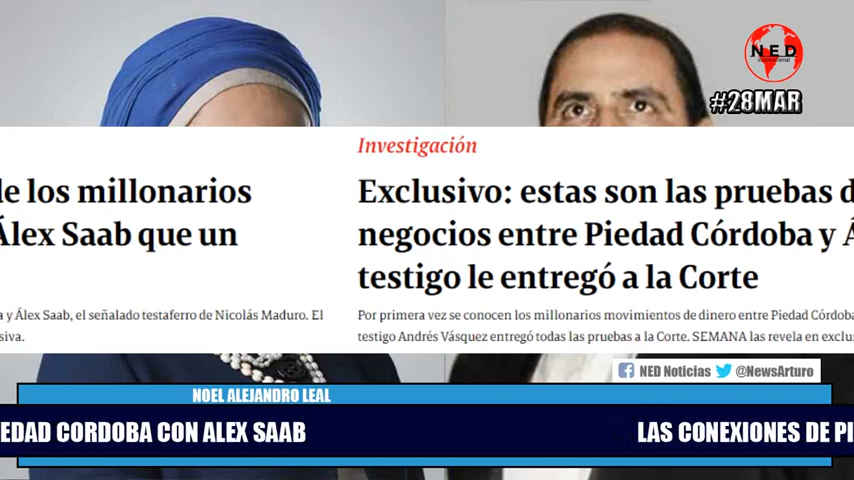 NED
international
#28MAR
Investigación
de los millonarios
Álex Saab que un
a y Álex Saab, el señalado testaferro de Nicolás Maduro. El
siva.
Exclusivo: estas son las pruebas d
negocios entre Piedad Córdoba y Á
testigo le entregó a la Corte
Por primera vez se conocen los millonarios movimientos de dinero entre Piedad Córdoba
testigo Andrés Vásquez entregó todas las pruebas a la Corte. SEMANA las revela en exclus
NED Noticias @NewsArturo
NOEL ALEJANDRO LEAL
EDAD CORDOBA CON ALEX SAAB
LAS CONEXIONES DE PI